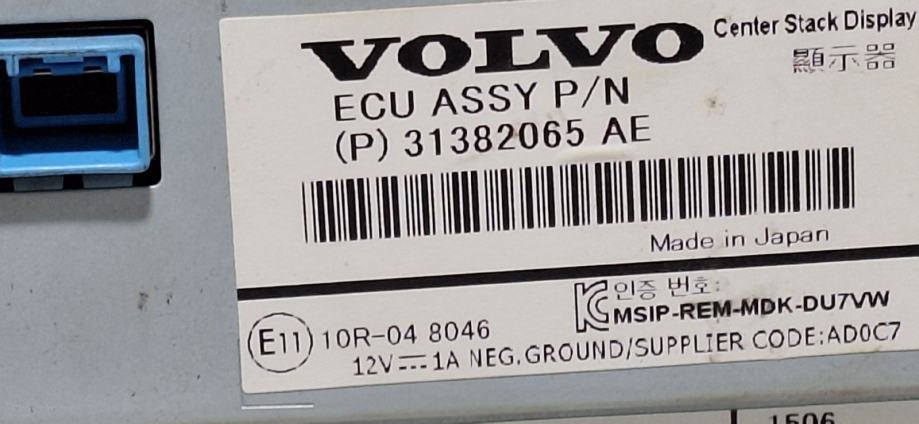 VOLVO Center Stack Display
顯示器
ECU ASSY P/N
(P) 31382065 AE
Made in Japan
인증 번호:
MSIP-REM-MDK-DU7VW
E11 10R-04 8046
12V⎓1A NEG.GROUND/SUPPLIER CODE:AD0C7
1506